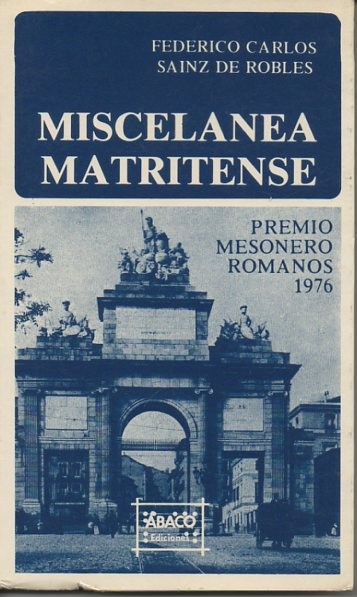 FEDERICO CARLOS
SAINZ DE ROBLES
MISCELANEA
MATRITENSE
PREMIO
MESONERO
ROMANOS
1976
ABACO
Ediciones